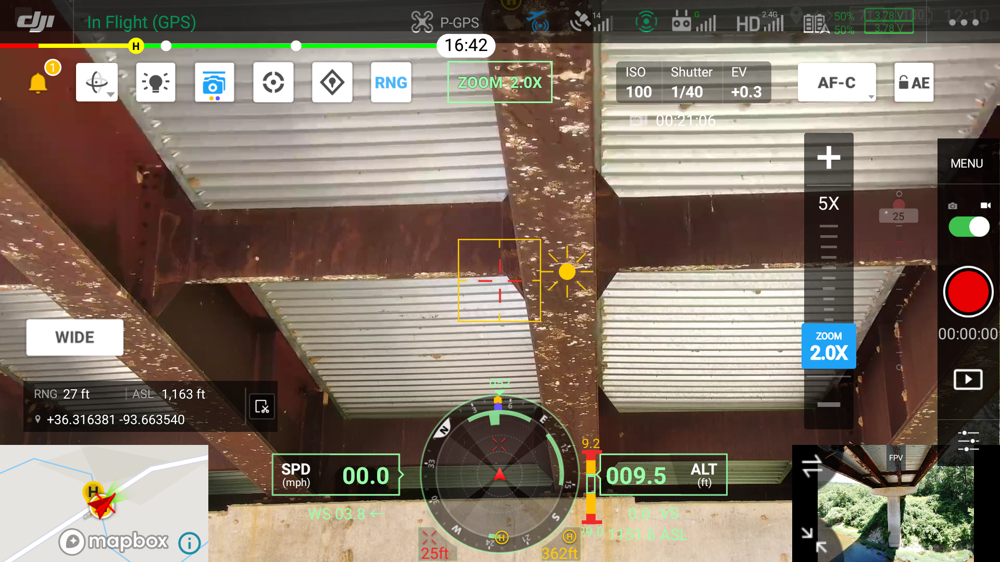 dji
In Flight (GPS)
P-GPS
14
G
HD
2.4G
50%
50%
3.78 V
3.78 V
12:10
H
16:42
1
RNG
ZOOM 2.0X
ISO
100
Shutter
1/40
EV
+0.3
AF-C
AE
SD
00:21:06
MENU
5X
25
ZOOM
2.0X
00:00:00
WIDE
RNG 27 ft
ASL 1,163 ft
+36.316381 -93.663540
052
N
3
6
E
12
15
S
21
24
W
30
33
H
SPD
(mph)
00.0
WS 03.8
9.2
009.5
ALT
(ft)
29.0
0.0 VS
1151.6 ASL
25ft
H
362ft
H
mapbox
i
FPV